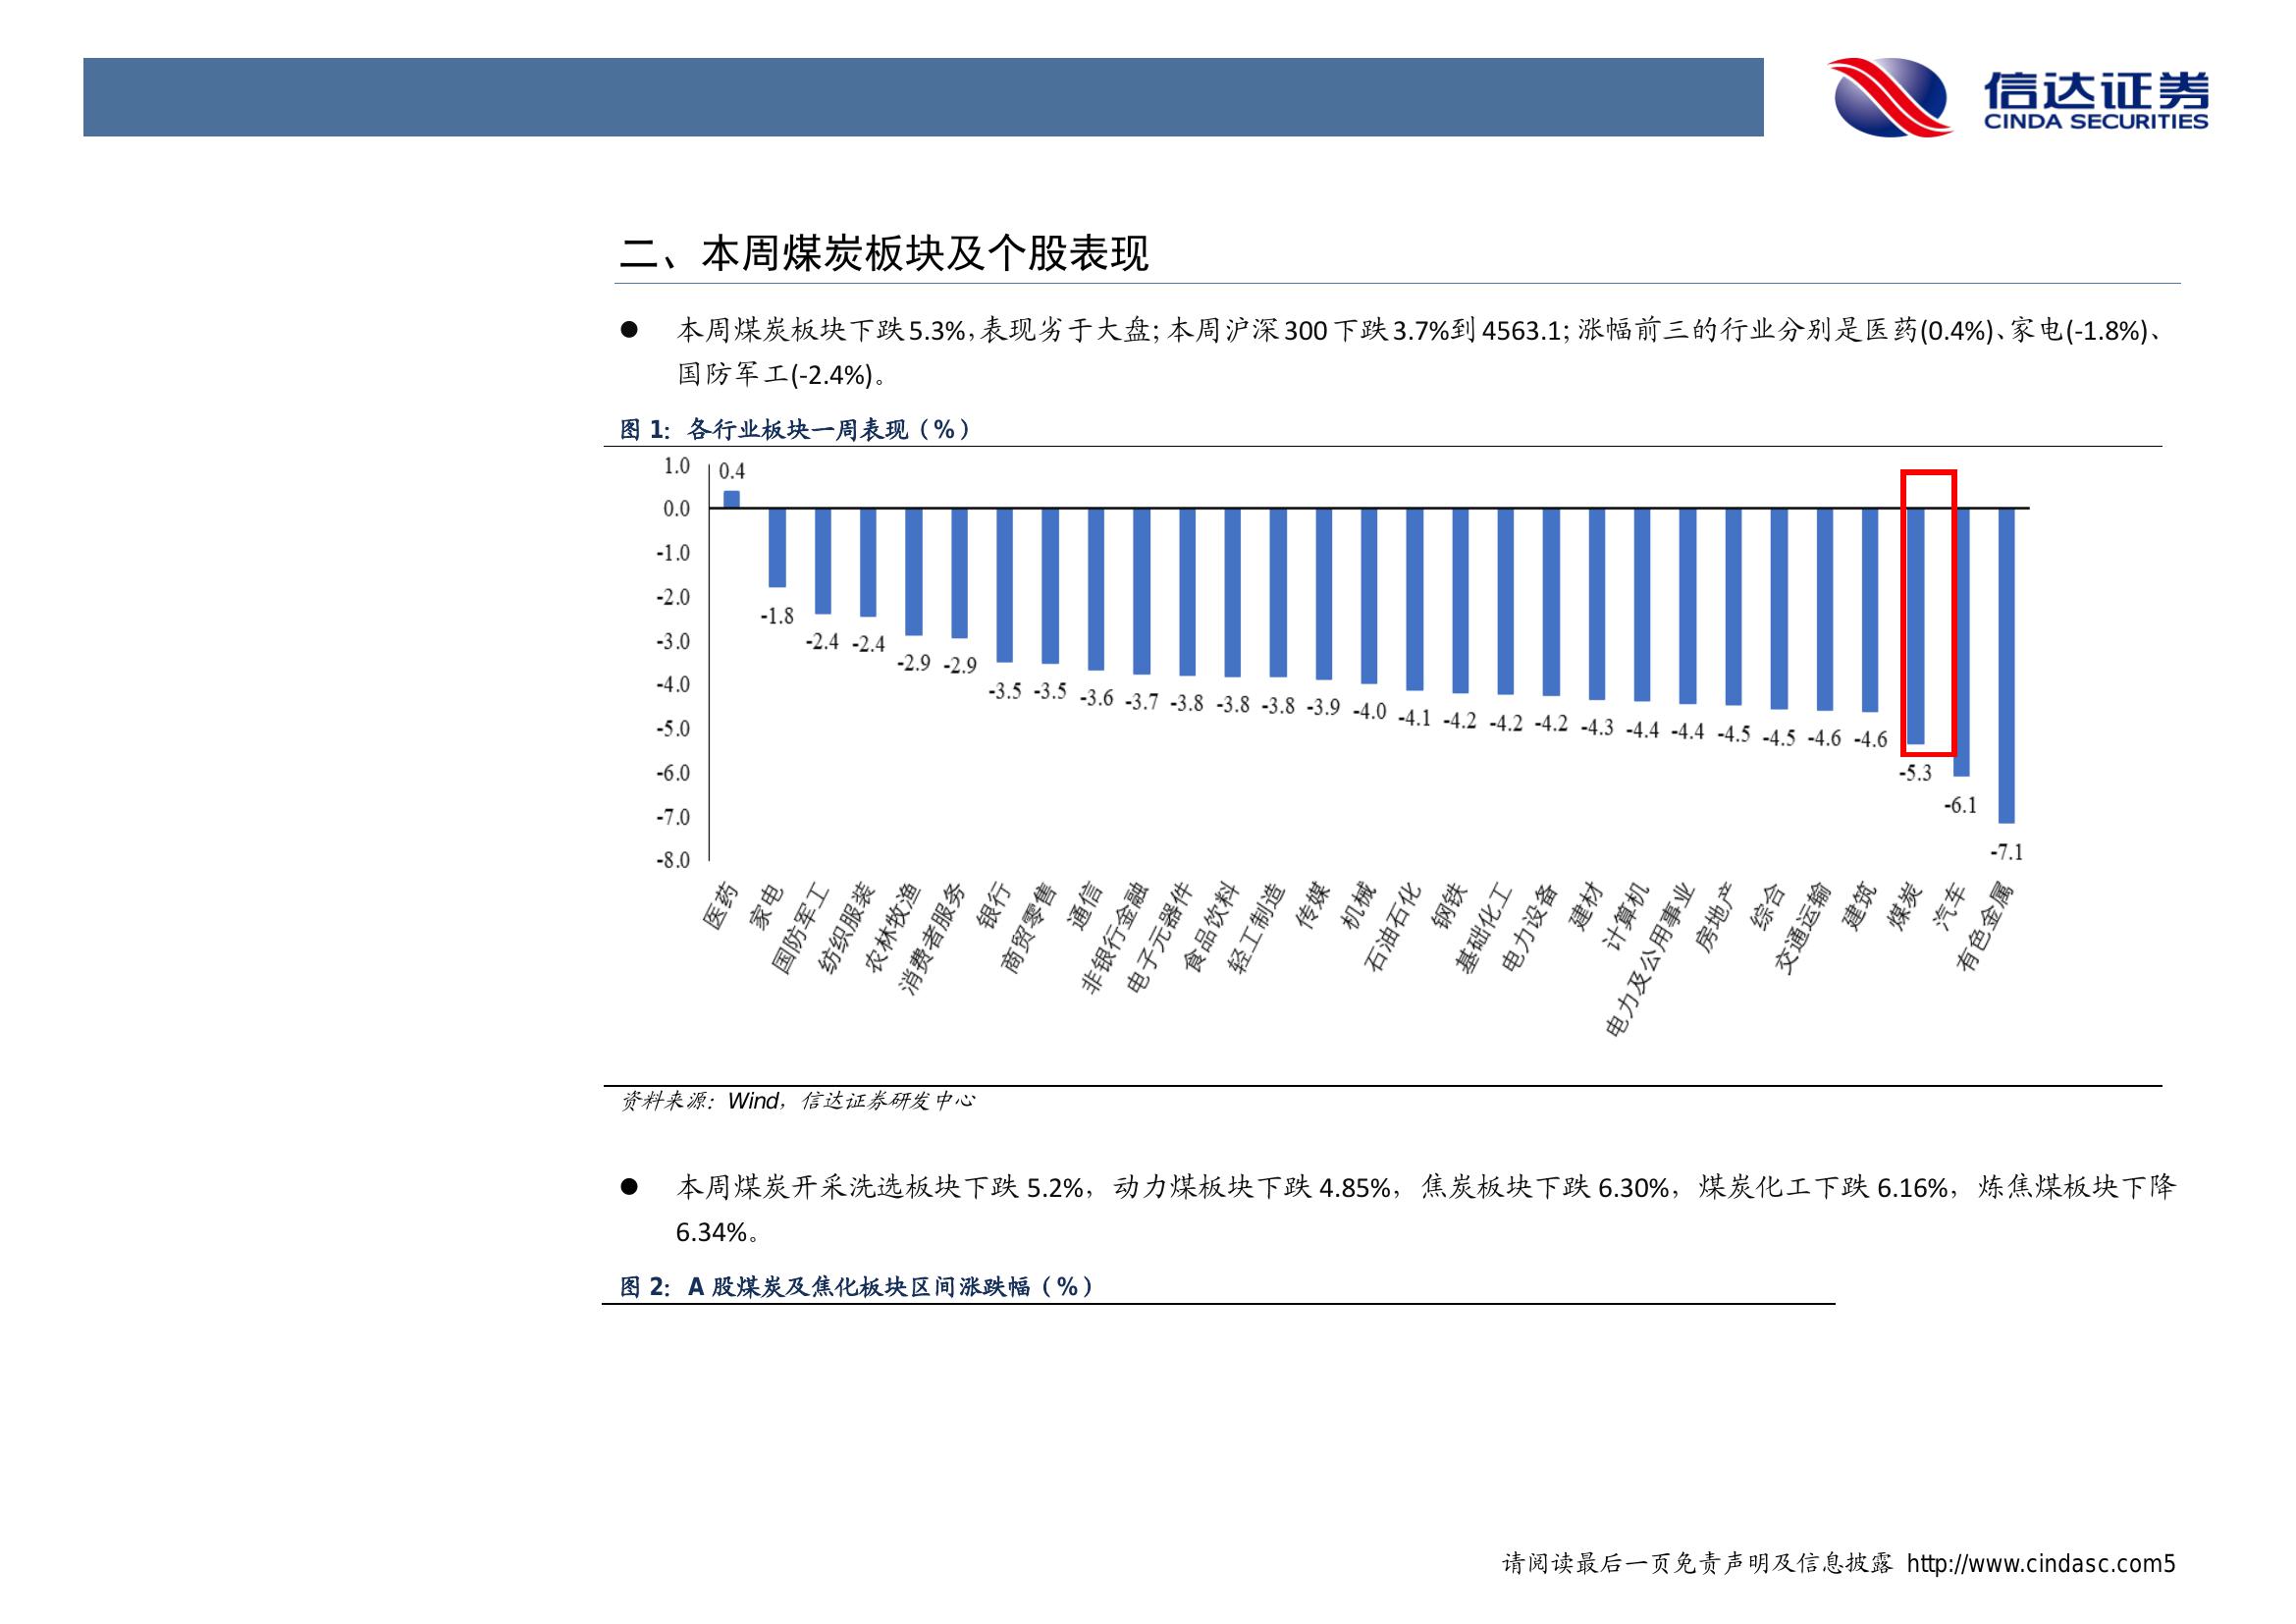 信达证券
CINDA SECURITIES
二、本周煤炭板块及个股表现
● 本周煤炭板块下跌5.3%,表现劣于大盘;本周沪深300下跌3.7%到4563.1;涨幅前三的行业分别是医药(0.4%)、家电(-1.8%)、
国防军工(-2.4%)。
图 1：各行业板块一周表现（%）
1.0
0.0
-1.0
-2.0
-3.0
-4.0
-5.0
-6.0
-7.0
-8.0
0.4
-1.8
-2.4
-2.4
-2.9
-2.9
-3.5
-3.5
-3.6
-3.7
-3.8
-3.8
-3.8
-3.9
-4.0
-4.1
-4.2
-4.2
-4.2
-4.3
-4.4
-4.4
-4.5
-4.5
-4.6
-4.6
-5.3
-6.1
-7.1
医药
家电
国防军工
纺织服装
农林牧渔
消费者服务
银行
商贸零售
通信
非银行金融
电子元器件
食品饮料
轻工制造
传媒
机械
石油石化
钢铁
基础化工
电力设备
建材
计算机
电力及公用事业
房地产
综合
交通运输
建筑
煤炭
汽车
有色金属
资料来源：Wind，信达证券研发中心
● 本周煤炭开采洗选板块下跌 5.2%，动力煤板块下跌 4.85%，焦炭板块下跌 6.30%，煤炭化工下跌 6.16%，炼焦煤板块下降
6.34%。
图 2：A 股煤炭及焦化板块区间涨跌幅（%）
请阅读最后一页免责声明及信息披露 http://www.cindasc.com5